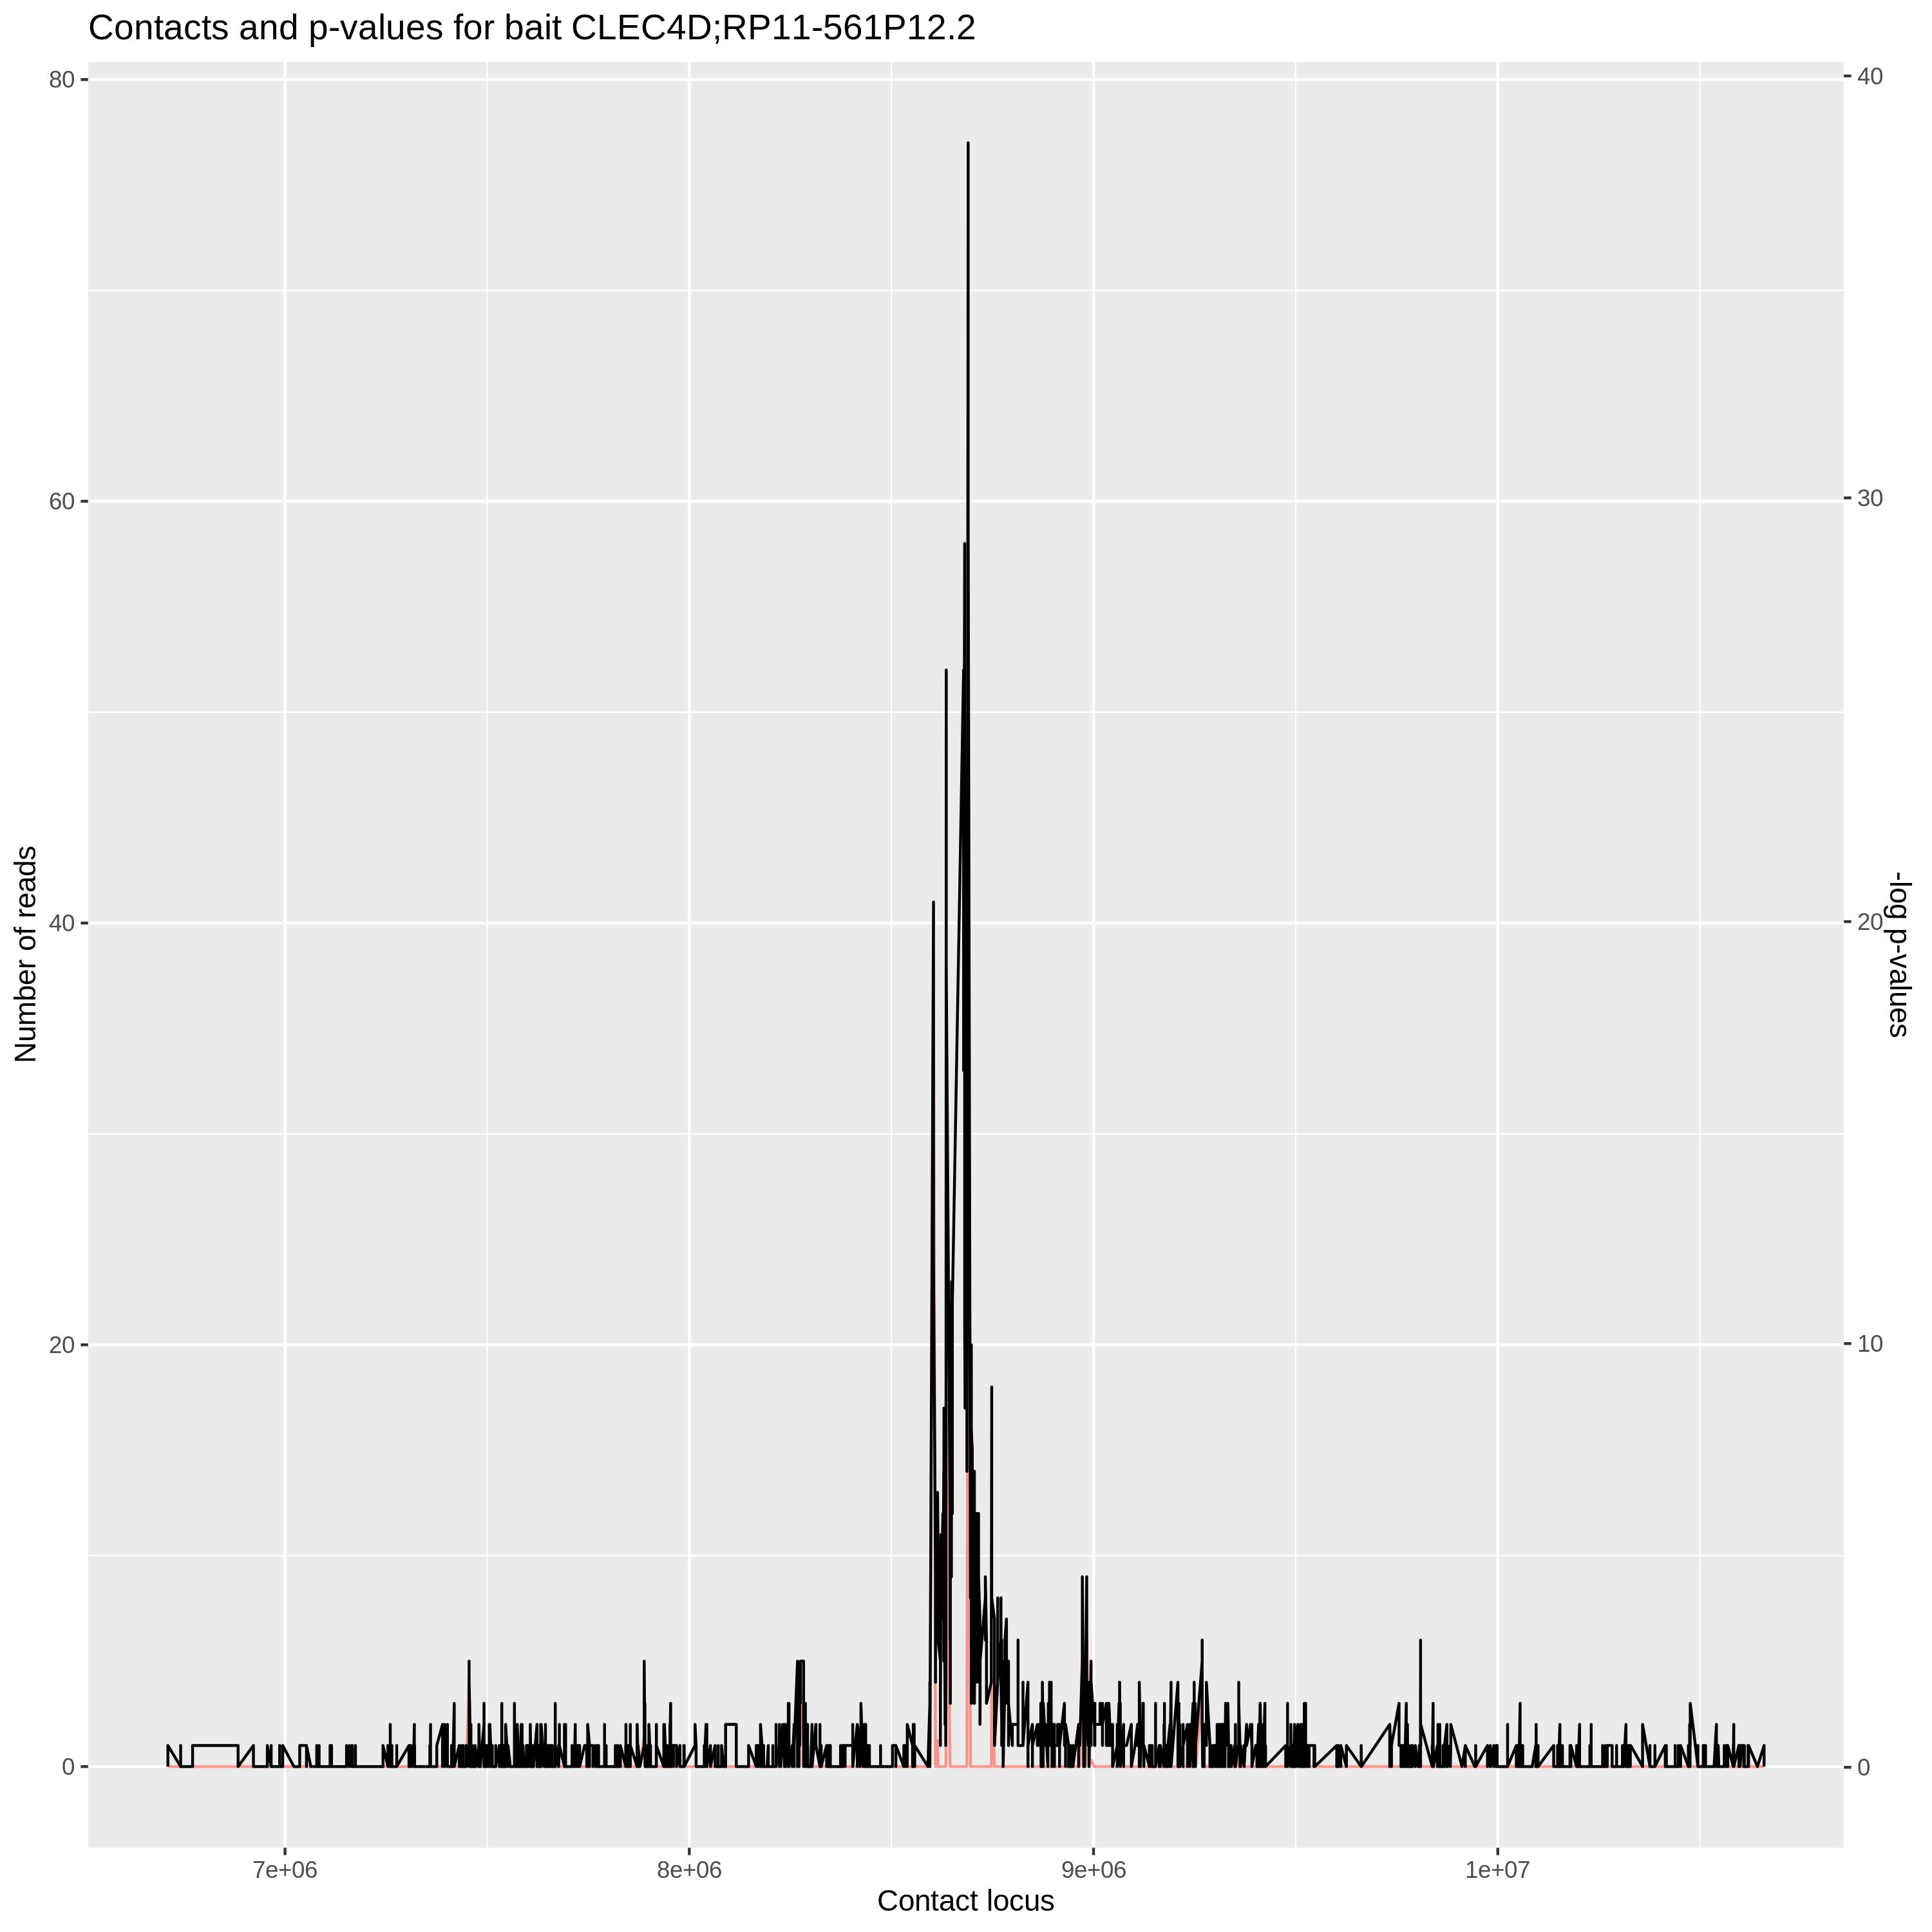 Contacts and p-values for bait CLEC4D;RP11-561P12.2
80
60
40
20
0
Number of reads
40
30
20
10
0
-log p-values
7e+06
8e+06
9e+06
1e+07
Contact locus